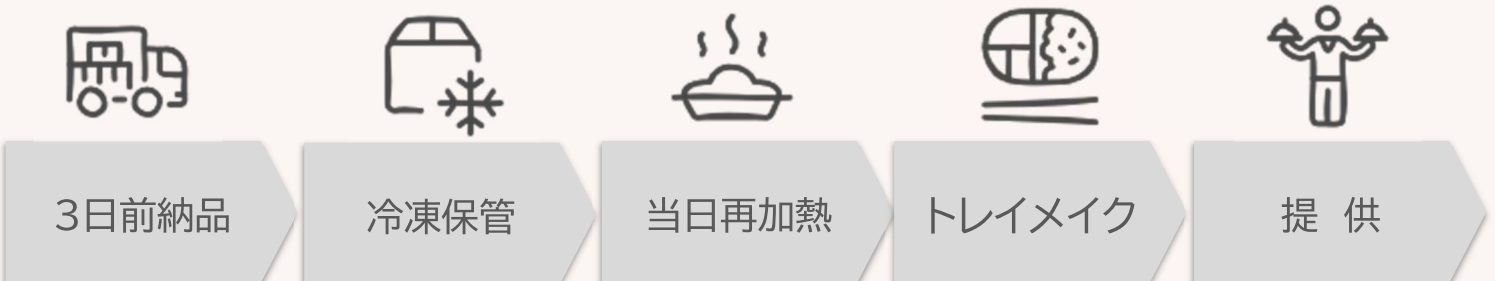 ３日前納品
冷凍保管
当日再加熱
トレイメイク
提 供